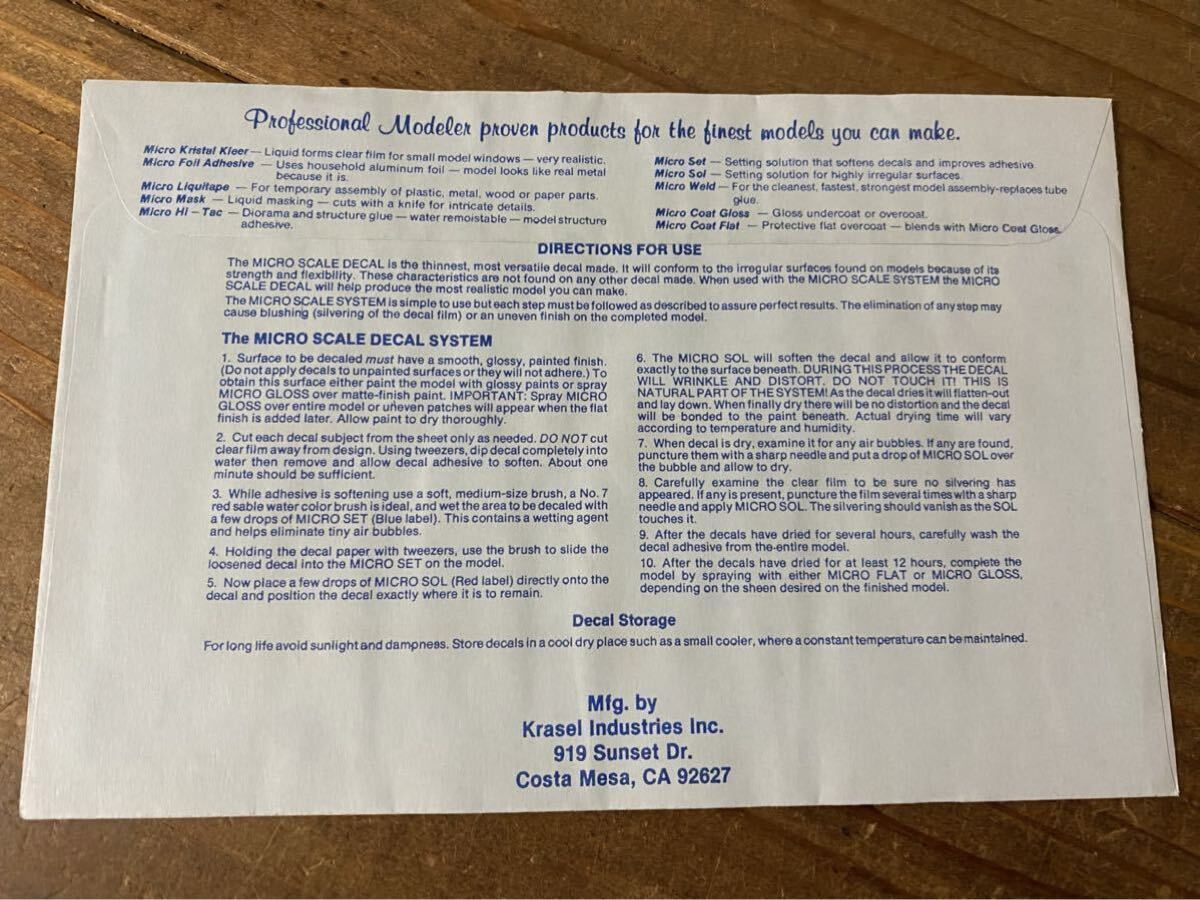 Professional Modeler proven products for the finest models you can make.
Micro Kristal Kleer — Liquid forms clear film for small model windows — very realistic.
Micro Foil Adhesive — Uses household aluminum foil — model looks like real metal
because it is.
Micro Liquitape — For temporary assembly of plastic, metal, wood or paper parts.
Micro Mask — Liquid masking — cuts with a knife for intricate details.
Micro Hi – Tac — Diorama and structure glue — water remoistable — model structure
adhesive.
Micro Set — Setting solution that softens decals and improves adhesive.
Micro Sol — Setting solution for highly irregular surfaces.
Micro Weld — For the cleanest, fastest, strongest model assembly-replaces tube
glue.
Micro Coat Gloss — Gloss undercoat or overcoat.
Micro Coat Flat — Protective flat overcoat — blends with Micro Coat Gloss.
DIRECTIONS FOR USE
The MICRO SCALE DECAL is the thinnest, most versatile decal made. It will conform to the irregular surfaces found on models because of its
strength and flexibility. These characteristics are not found on any other decal made. When used with the MICRO SCALE SYSTEM the MICRO
SCALE DECAL will help produce the most realistic model you can make.
The MICRO SCALE SYSTEM is simple to use but each step must be followed as described to assure perfect results. The elimination of any step may
cause blushing (silvering of the decal film) or an uneven finish on the completed model.
The MICRO SCALE DECAL SYSTEM
1. Surface to be decaled must have a smooth, glossy, painted finish.
(Do not apply decals to unpainted surfaces or they will not adhere.) To
obtain this surface either paint the model with glossy paints or spray
MICRO GLOSS over matte-finish paint. IMPORTANT: Spray MICRO
GLOSS over entire model or uneven patches will appear when the flat
finish is added later. Allow paint to dry thoroughly.
2. Cut each decal subject from the sheet only as needed. DO NOT cut
clear film away from design. Using tweezers, dip decal completely into
water then remove and allow decal adhesive to soften. About one
minute should be sufficient.
3. While adhesive is softening use a soft, medium-size brush, a No. 7
red sable water color brush is ideal, and wet the area to be decaled with
a few drops of MICRO SET (Blue label). This contains a wetting agent
and helps eliminate tiny air bubbles.
4. Holding the decal paper with tweezers, use the brush to slide the
loosened decal into the MICRO SET on the model.
5. Now place a few drops of MICRO SOL (Red label) directly onto the
decal and position the decal exactly where it is to remain.
6. The MICRO SOL will soften the decal and allow it to conform
exactly to the surface beneath. DURING THIS PROCESS THE DECAL
WILL WRINKLE AND DISTORT. DO NOT TOUCH IT! THIS IS
NATURAL PART OF THE SYSTEM! As the decal dries it will flatten-out
and lay down. When finally dry there will be no distortion and the decal
will be bonded to the paint beneath. Actual drying time will vary
according to temperature and humidity.
7. When decal is dry, examine it for any air bubbles. If any are found,
puncture them with a sharp needle and put a drop of MICRO SOL over
the bubble and allow to dry.
8. Carefully examine the clear film to be sure no silvering has
appeared. If any is present, puncture the film several times with a sharp
needle and apply MICRO SOL. The silvering should vanish as the SOL
touches it.
9. After the decals have dried for several hours, carefully wash the
decal adhesive from the entire model.
10. After the decals have dried for at least 12 hours, complete the
model by spraying with either MICRO FLAT or MICRO GLOSS,
depending on the sheen desired on the finished model.
Decal Storage
For long life avoid sunlight and dampness. Store decals in a cool dry place such as a small cooler, where a constant temperature can be maintained.
Mfg. by
Krasel Industries Inc.
919 Sunset Dr.
Costa Mesa, CA 92627